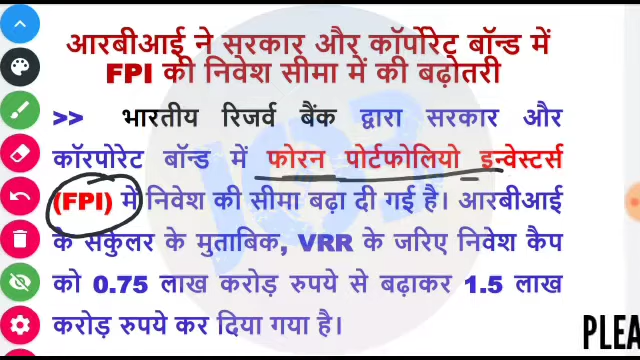 आरबीआई ने सरकार और कॉर्पोरेट बॉन्ड में
FPI की निवेश सीमा में की बढ़ोतरी
>> भारतीय रिजर्व बैंक द्वारा सरकार और
कॉरपोरेट बॉन्ड में फोरन पोर्टफोलियो इन्वेस्टर्स
(FPI) में निवेश की सीमा बढ़ा दी गई है। आरबीआई
के सर्कुलर के मुताबिक, VRR के जरिए निवेश कैप
को 0.75 लाख करोड़ रुपये से बढ़ाकर 1.5 लाख
करोड़ रुपये कर दिया गया है।
PLEA